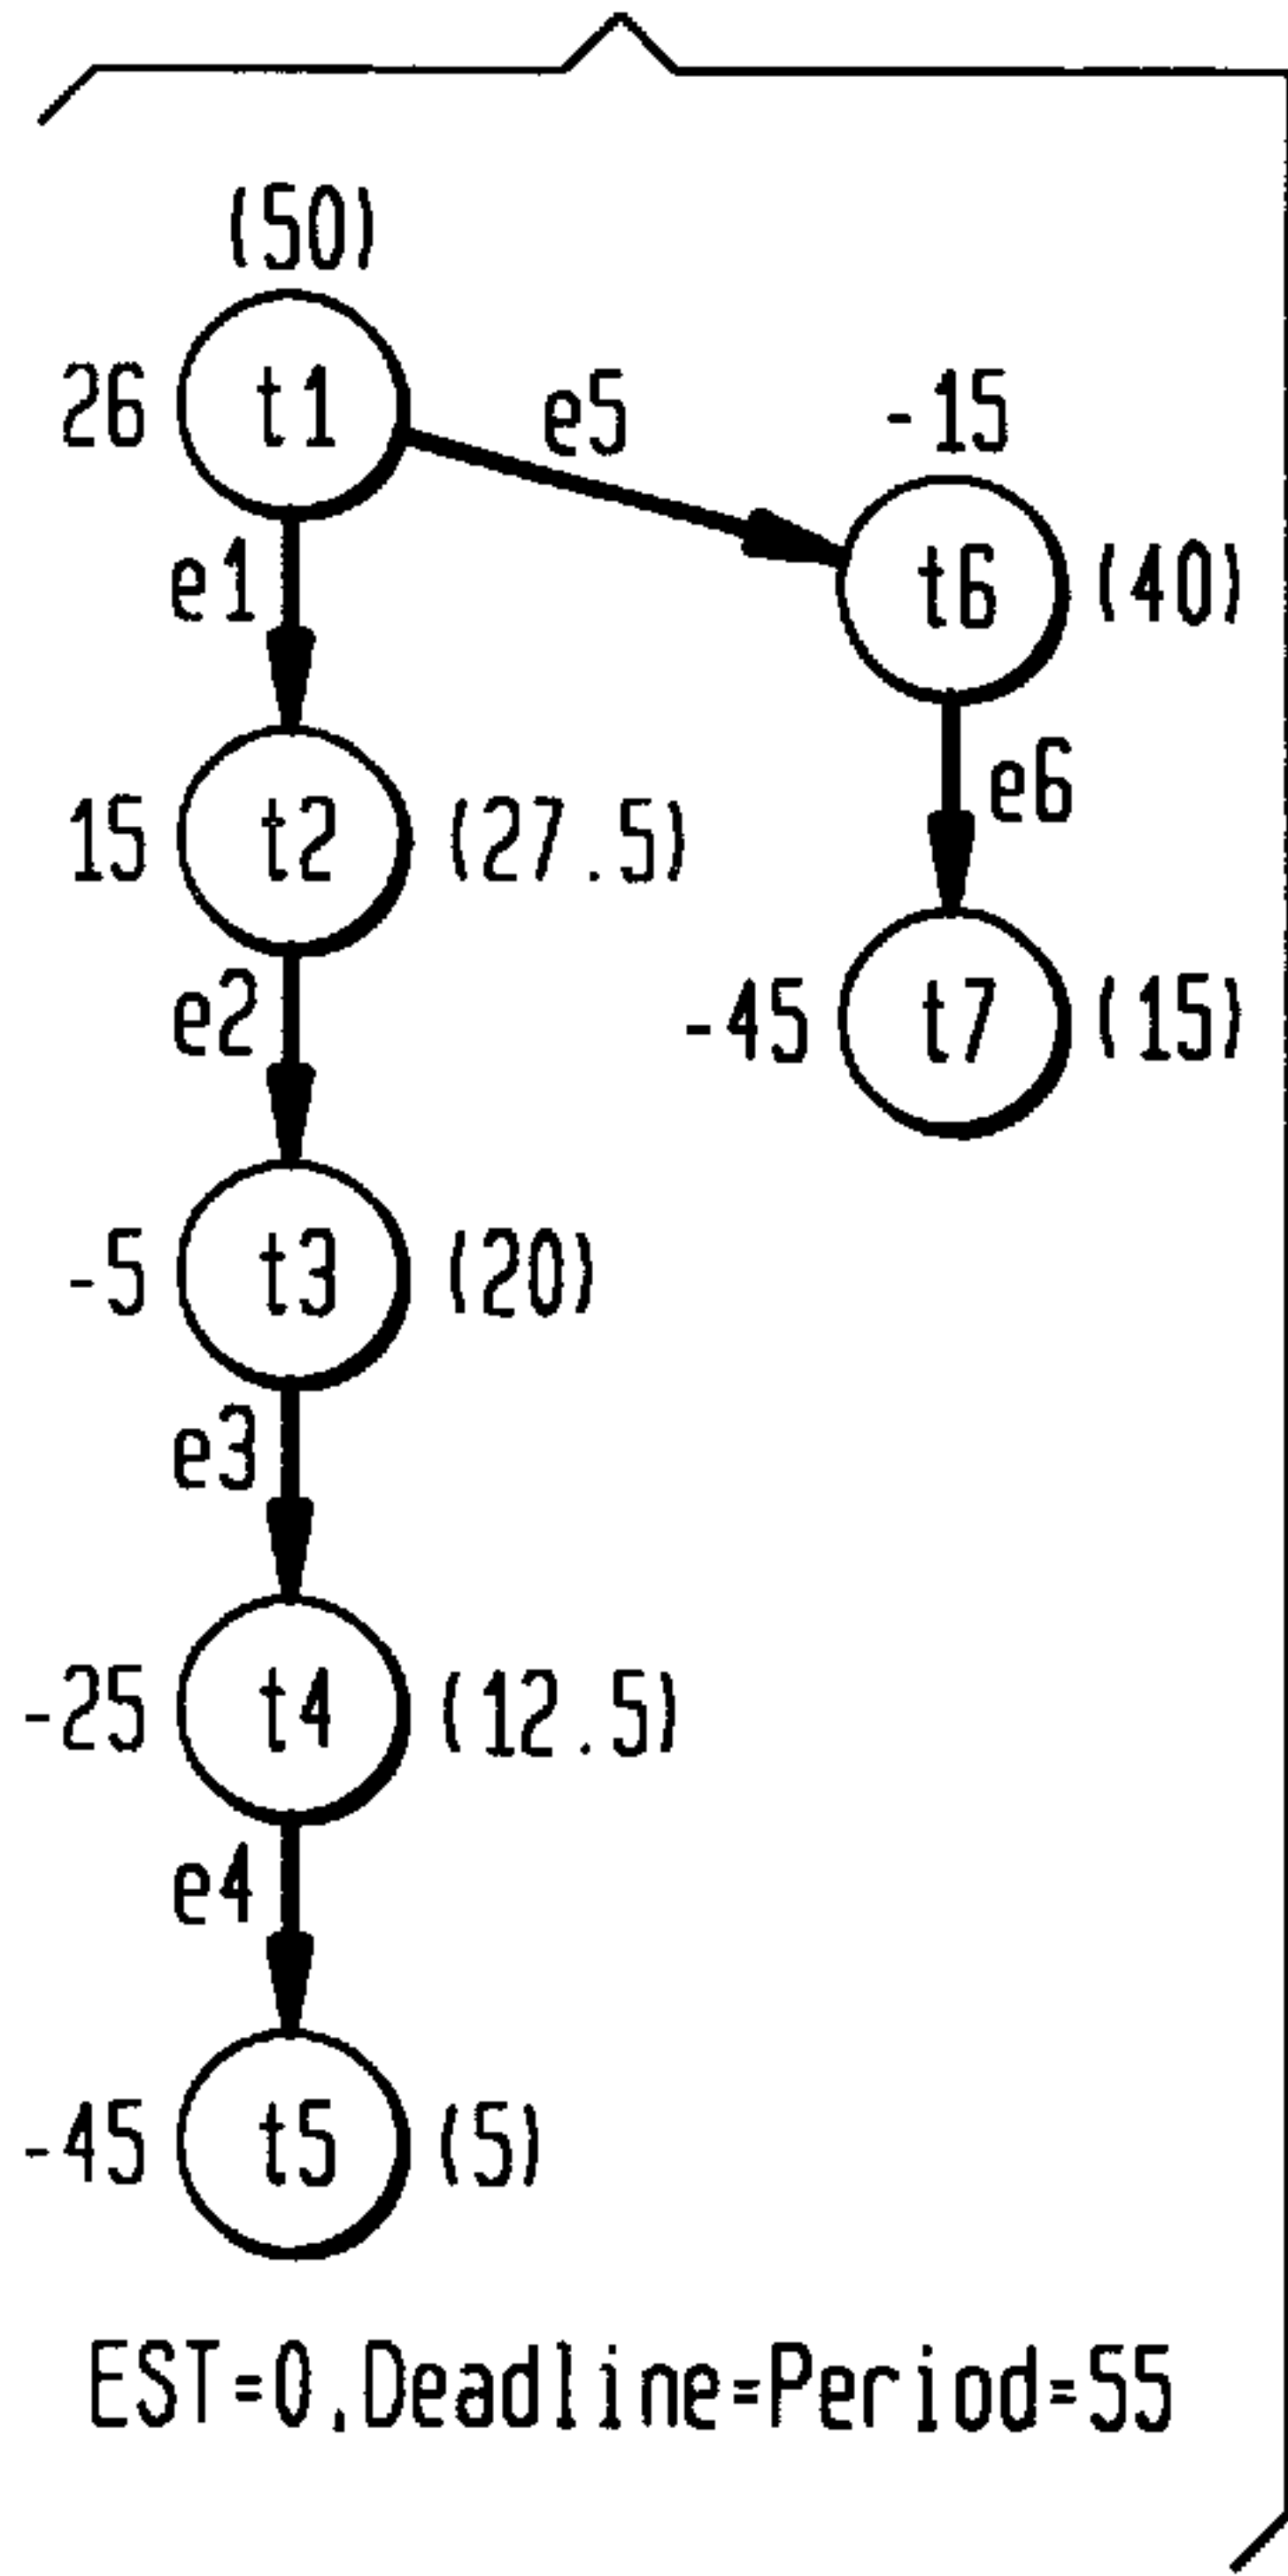 (50)
26 t1 e5 -15
e1 t6 (40)
15 t2 (27.5) e6
e2 -45 t7 (15)
-5 t3 (20)
e3
-25 t4 (12.5)
e4
-45 t5 (5)
EST=0,Deadline=Period=55